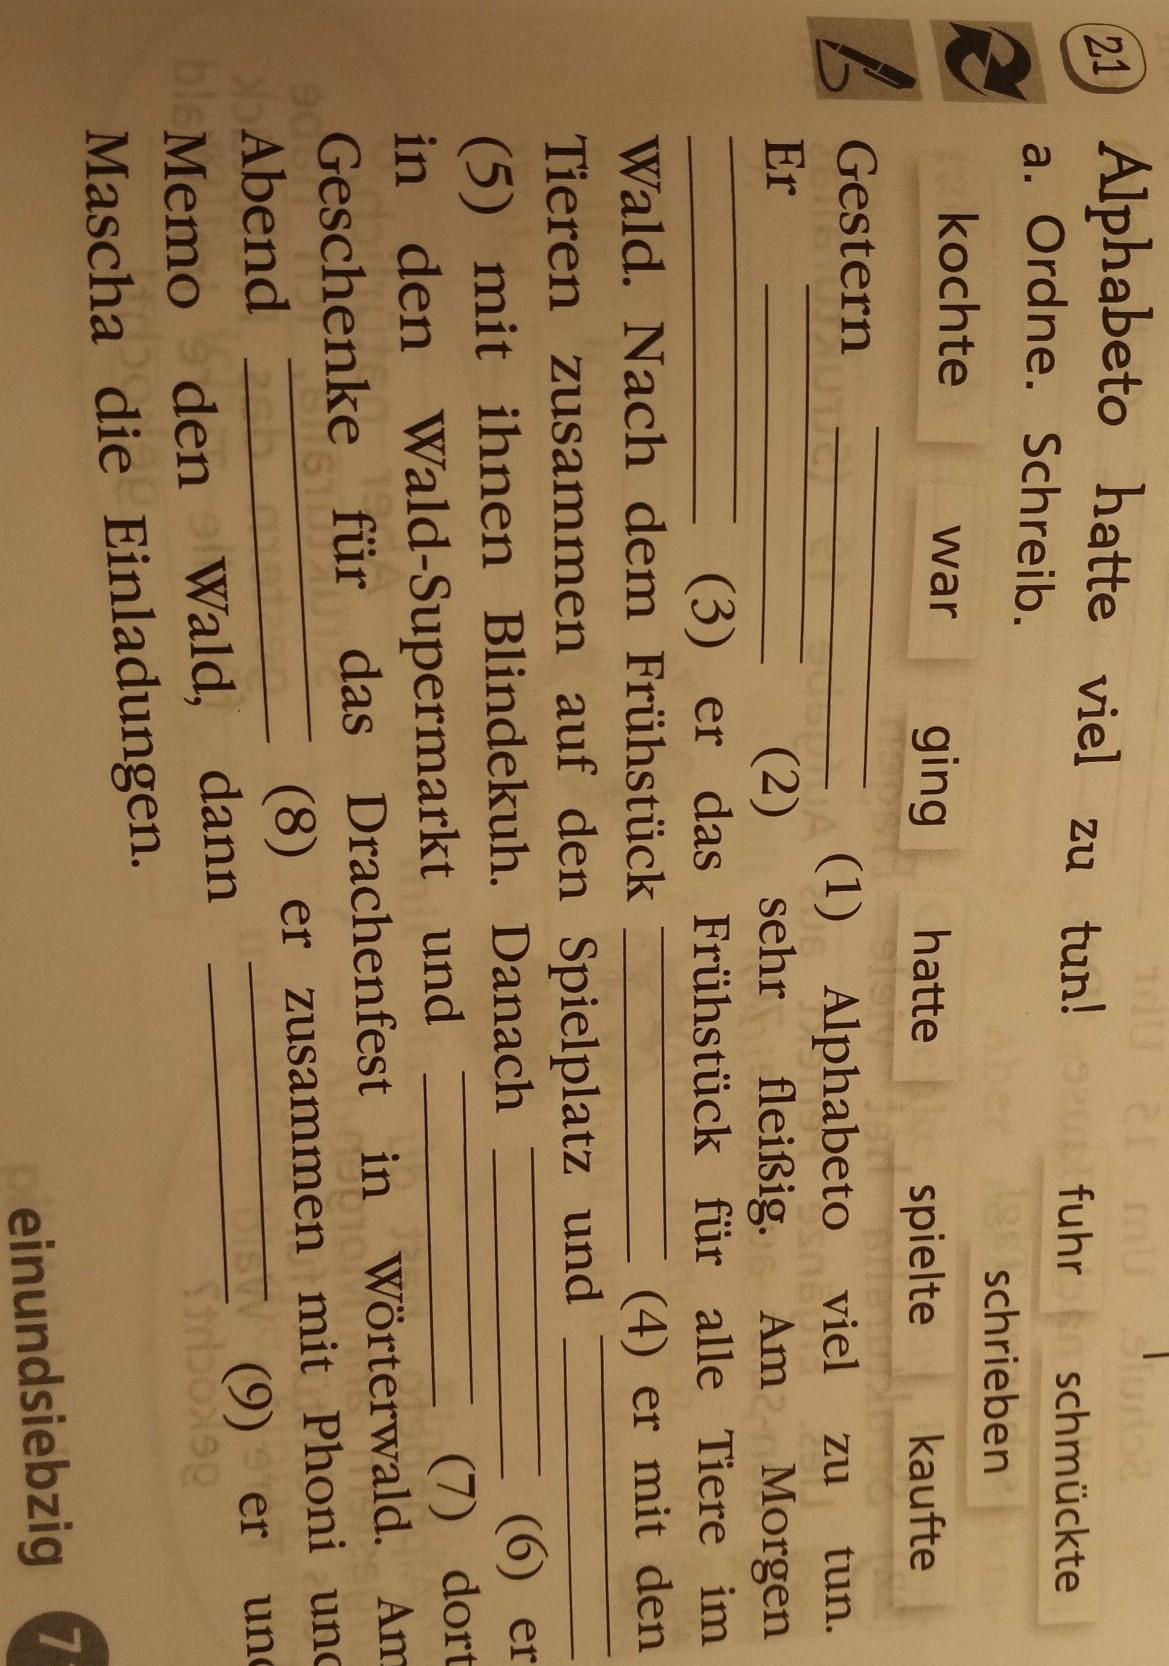 21 Alphabeto hatte viel zu tun!
a. Ordne. Schreib.
fuhr schmückte
schrieben
kochte war ging hatte spielte kaufte
Gestern (1) Alphabeto viel zu tun.
Er (2) sehr fleißig. Am Morgen
(3) er das Frühstück für alle Tiere im
Wald. Nach dem Frühstück (4) er mit den
Tieren zusammen auf den Spielplatz und
(5) mit ihnen Blindekuh. Danach (6) er
in den Wald-Supermarkt und (7) dort
Geschenke für das Drachenfest in Wörterwald. Am
Abend (8) er zusammen mit Phoni und
Memo den Wald, dann (9) er und
Mascha die Einladungen.
einundsiebzig